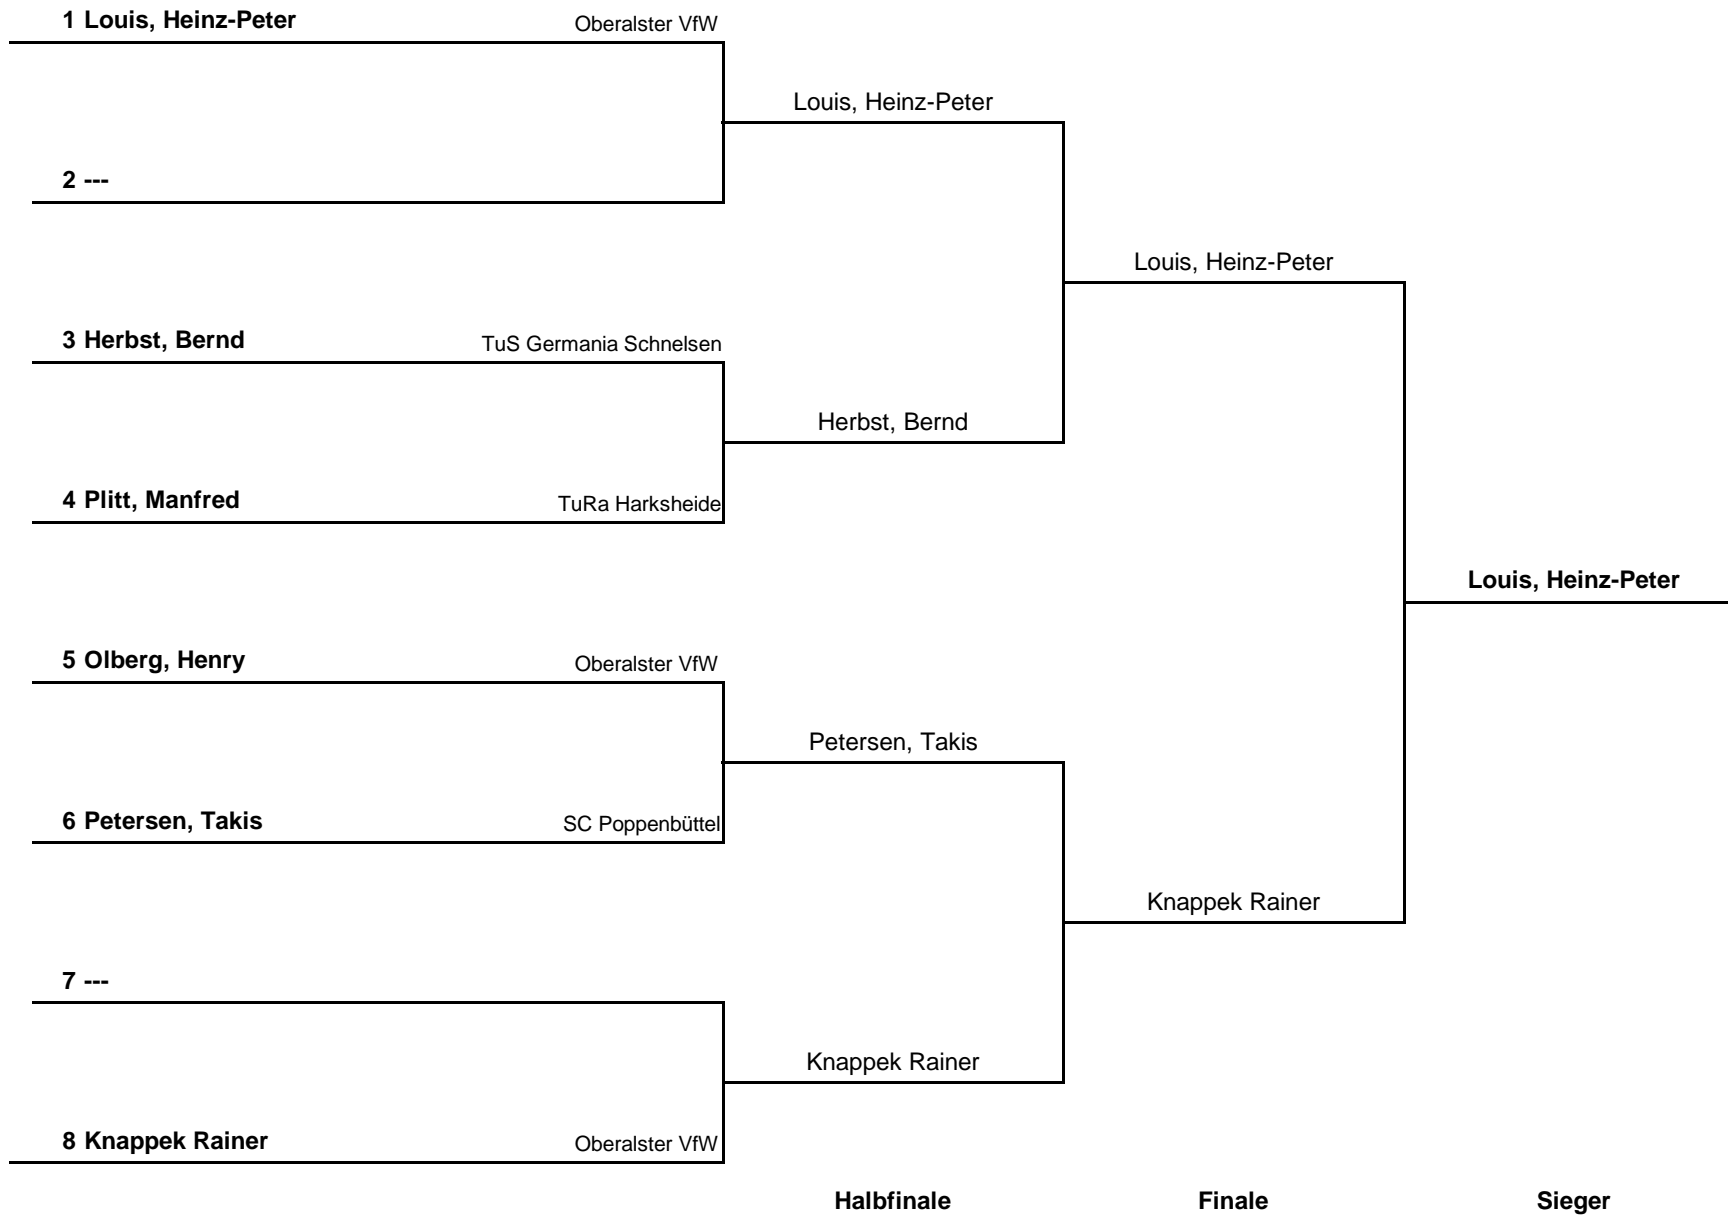 1 Louis, Heinz-Peter Oberalster VfW
Louis, Heinz-Peter
2 ---
Louis, Heinz-Peter
3 Herbst, Bernd TuS Germania Schnelsen
Herbst, Bernd
4 Plitt, Manfred TuRa Harksheide
Louis, Heinz-Peter
5 Olberg, Henry Oberalster VfW
Petersen, Takis
6 Petersen, Takis SC Poppenbüttel
Knappek Rainer
7 ---
Knappek Rainer
8 Knappek Rainer Oberalster VfW
Halbfinale Finale Sieger